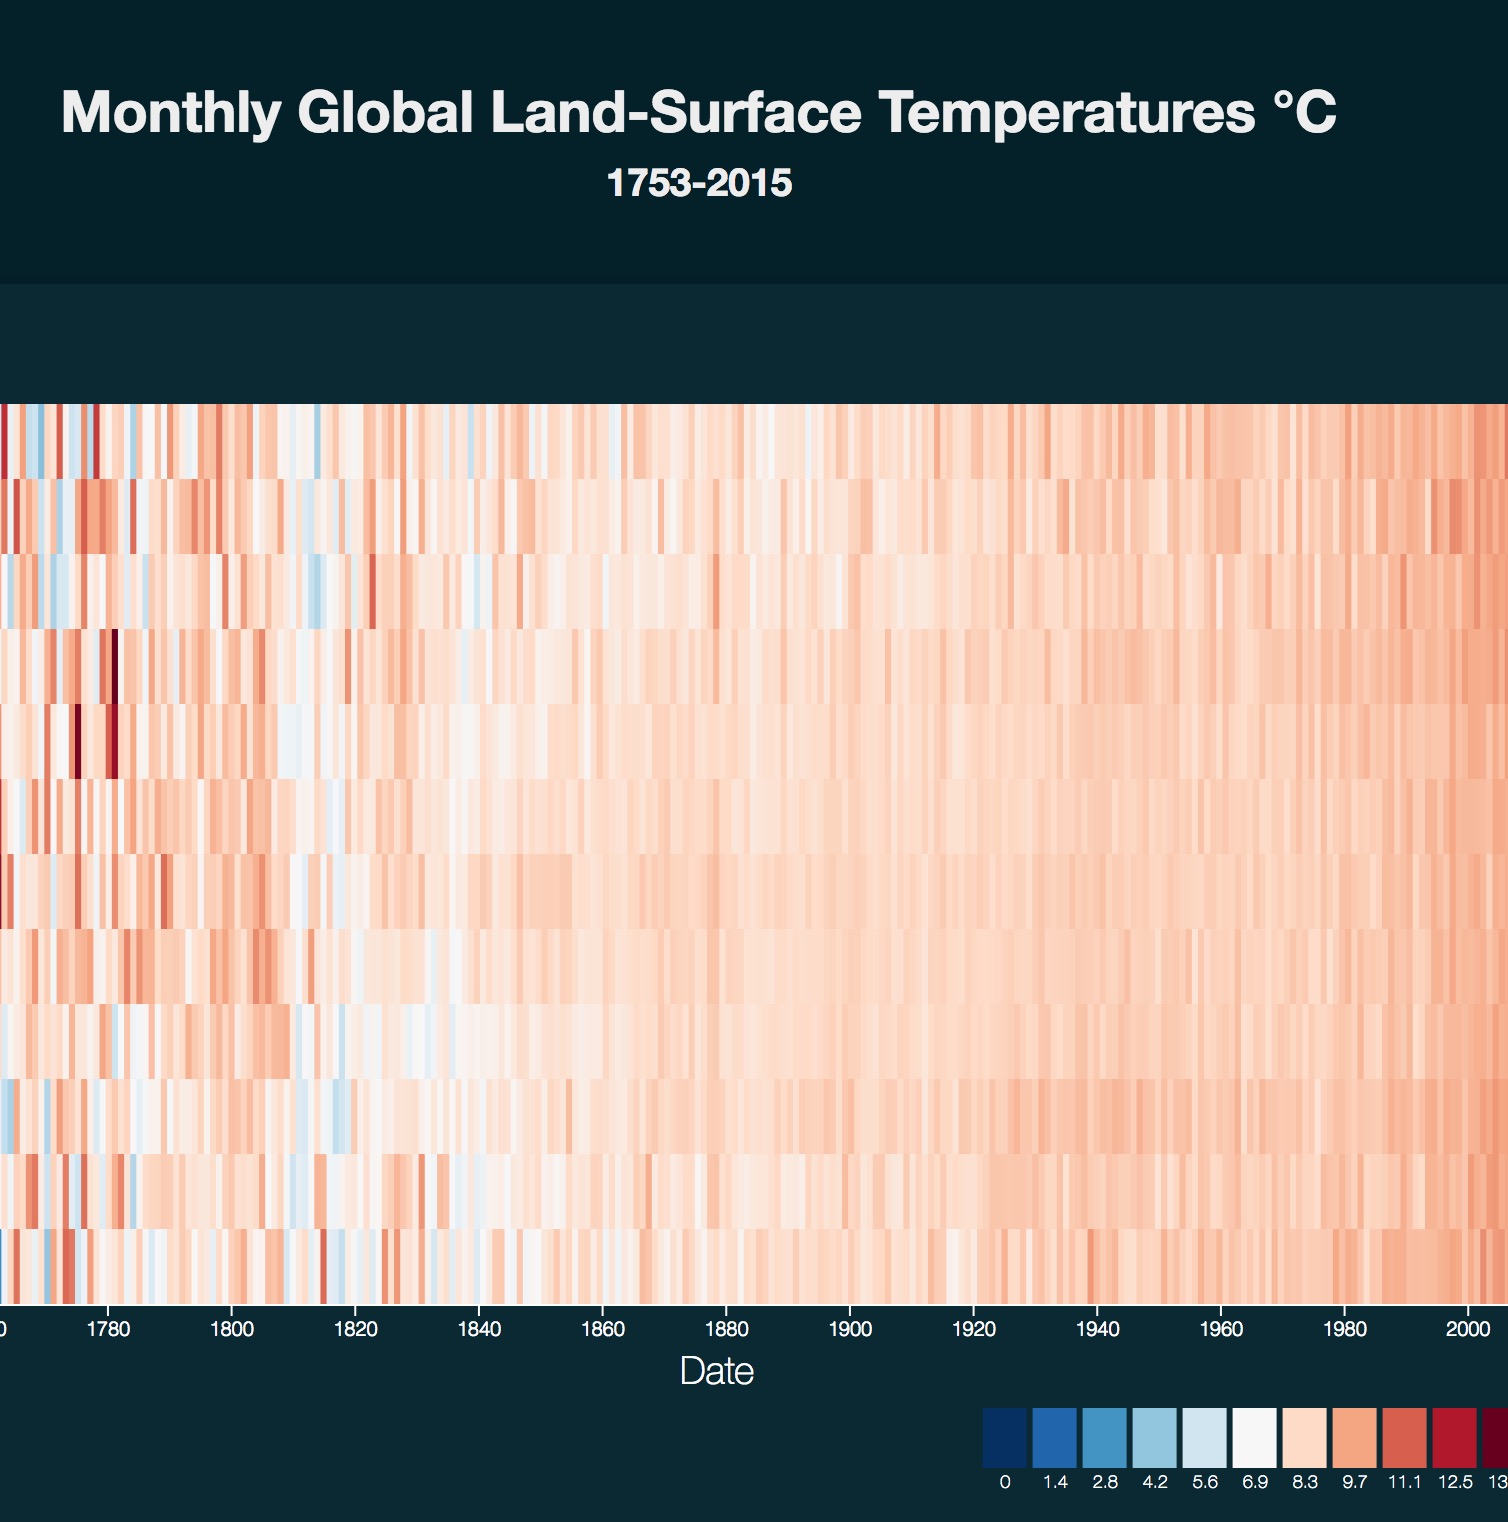 Monthly Global Land-Surface Temperatures °C
1753-2015
0 1780 1800 1820 1840 1860 1880 1900 1920 1940 1960 1980 2000
Date
0 1.4 2.8 4.2 5.6 6.9 8.3 9.7 11.1 12.5 13